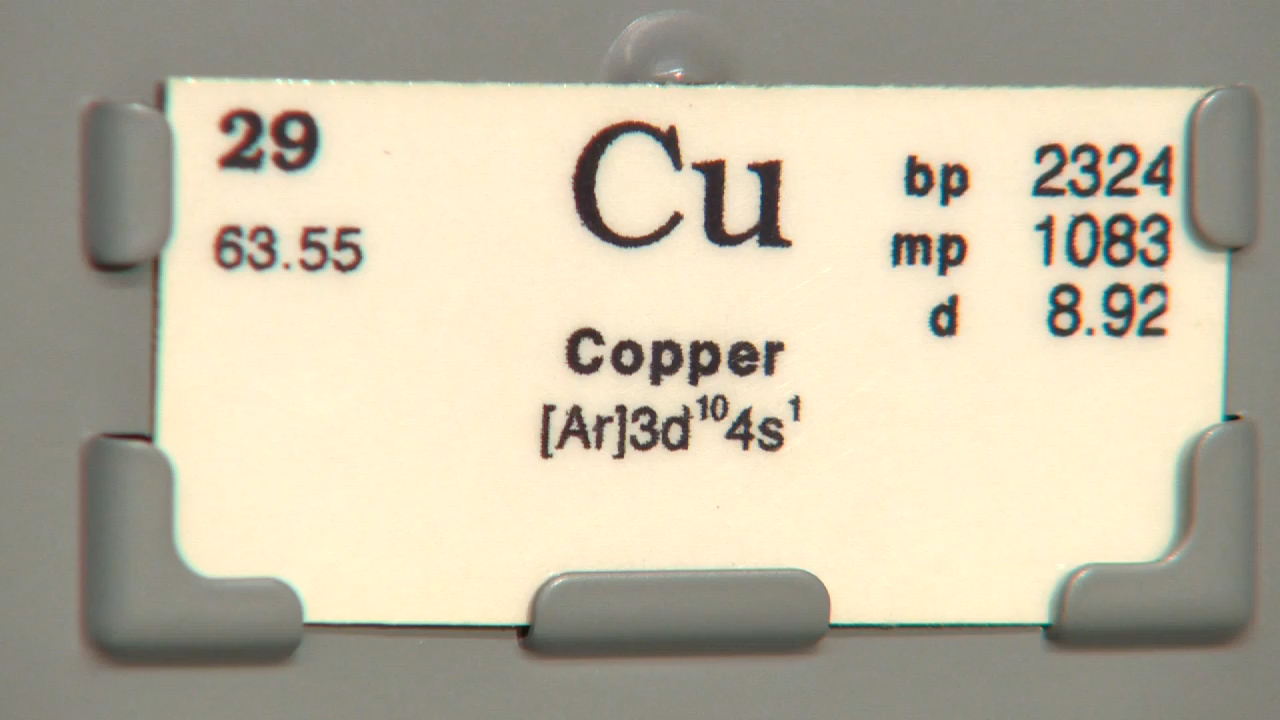 29
63.55
Cu
Copper
[Ar]3d¹⁰4s¹
bp 2324
mp 1083
d 8.92